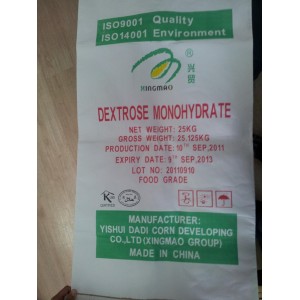 ISO9001 Quality
ISO14001 Environment
兴贸
XINGMAO
DEXTROSE MONOHYDRATE
NET WEIGHT: 25KG
GROSS WEIGHT: 25.125KG
PRODUCTION DATE: 10TH SEP,2011
EXPIRY DATE: 9TH SEP,2013
LOT NO: 20110910
FOOD GRADE
MANUFACTURER:
YISHUI DADI CORN DEVELOPING
CO.,LTD(XINGMAO GROUP)
MADE IN CHINA